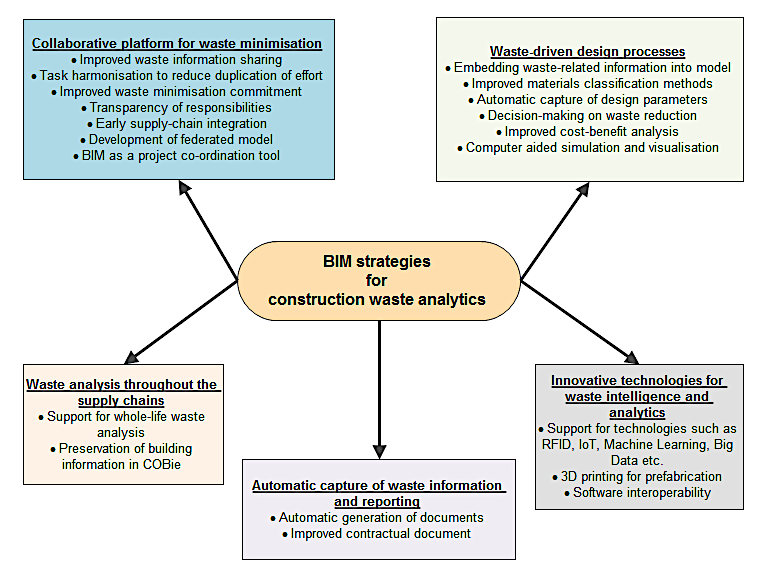 Collaborative platform for waste minimisation
• Improved waste information sharing
• Task harmonisation to reduce duplication of effort
• Improved waste minimisation commitment
• Transparency of responsibilities
• Early supply-chain integration
• Development of federated model
• BIM as a project co-ordination tool
Waste-driven design processes
• Embedding waste-related information into model
• Improved materials classification methods
• Automatic capture of design parameters
• Decision-making on waste reduction
• Improved cost-benefit analysis
• Computer aided simulation and visualisation
BIM strategies
for
construction waste analytics
Waste analysis throughout the
supply chains
• Support for whole-life waste
analysis
• Preservation of building
information in COBie
Automatic capture of waste information
and reporting
• Automatic generation of documents
• Improved contractual document
Innovative technologies for
waste intelligence and
analytics
• Support for technologies such as
RFID, IoT, Machine Learning, Big
Data etc.
• 3D printing for prefabrication
• Software interoperability